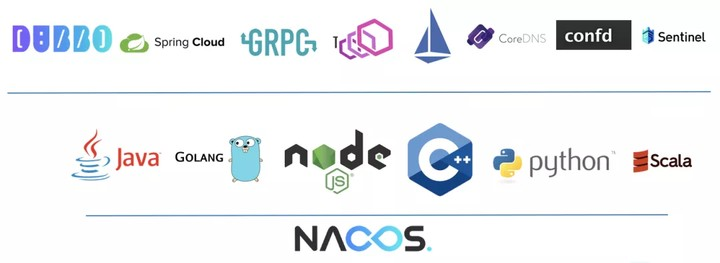 DUBBO Spring Cloud GRPC T CoreDNS confd Sentinel
Java GOLANG node JS C++ python Scala
NACOS.